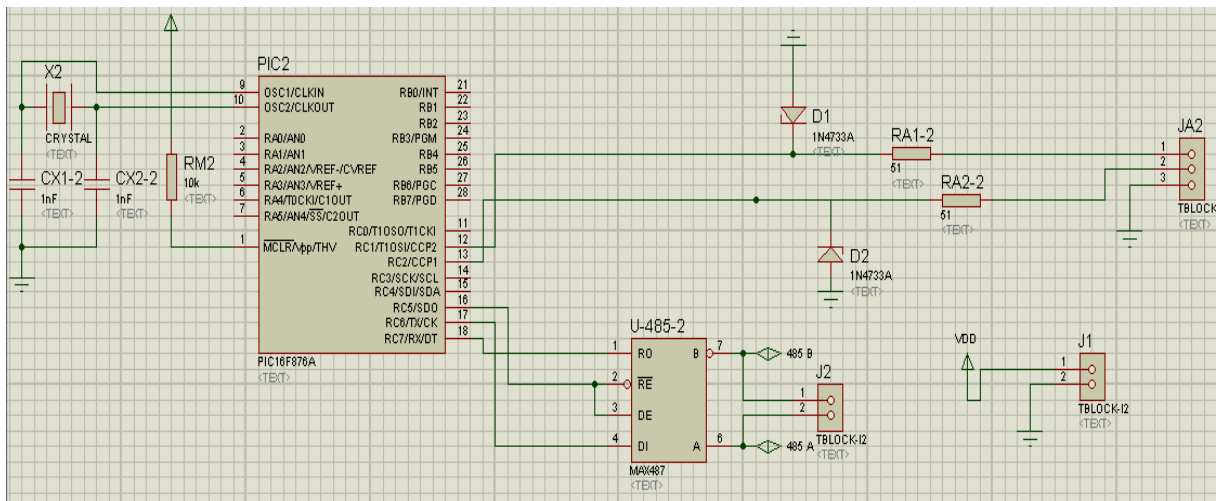 X2
CRYSTAL
<TEXT>
CX1-2
1nF
<TEXT>
CX2-2
1nF
<TEXT>
RM2
10k
<TEXT>
PIC2
9 OSC1/CLKIN
10 OSC2/CLKOUT
2 RA0/AN0
3 RA1/AN1
4 RA2/AN2/VREF-/CVREF
5 RA3/AN3/VREF+
6 RA4/T0CKI/C1OUT
7 RA5/AN4/SS/C2OUT
1 MCLR/Vpp/THV
RB0/INT 21
RB1 22
RB2 23
RB3/PGM 24
RB4 25
RB5 26
RB6/PGC 27
RB7/PGD 28
RC0/T1OSO/T1CKI 11
RC1/T1OSI/CCP2 12
RC2/CCP1 13
RC3/SCK/SCL 14
RC4/SDI/SDA 15
RC5/SDO 16
RC6/TX/CK 17
RC7/RX/DT 18
PIC16F876A
<TEXT>
D1
1N4733A
<TEXT>
RA1-2
51
<TEXT>
RA2-2
51
<TEXT>
JA2
1
2
3
TBLOCK
<TEXT>
D2
1N4733A
<TEXT>
U-485-2
1 RO
2 RE
3 DE
4 DI
B 7
A 6
MAX487
<TEXT>
485 B
485 A
J2
1
2
TBLOCK-I2
<TEXT>
VDD
J1
1
2
TBLOCK-I2
<TEXT>